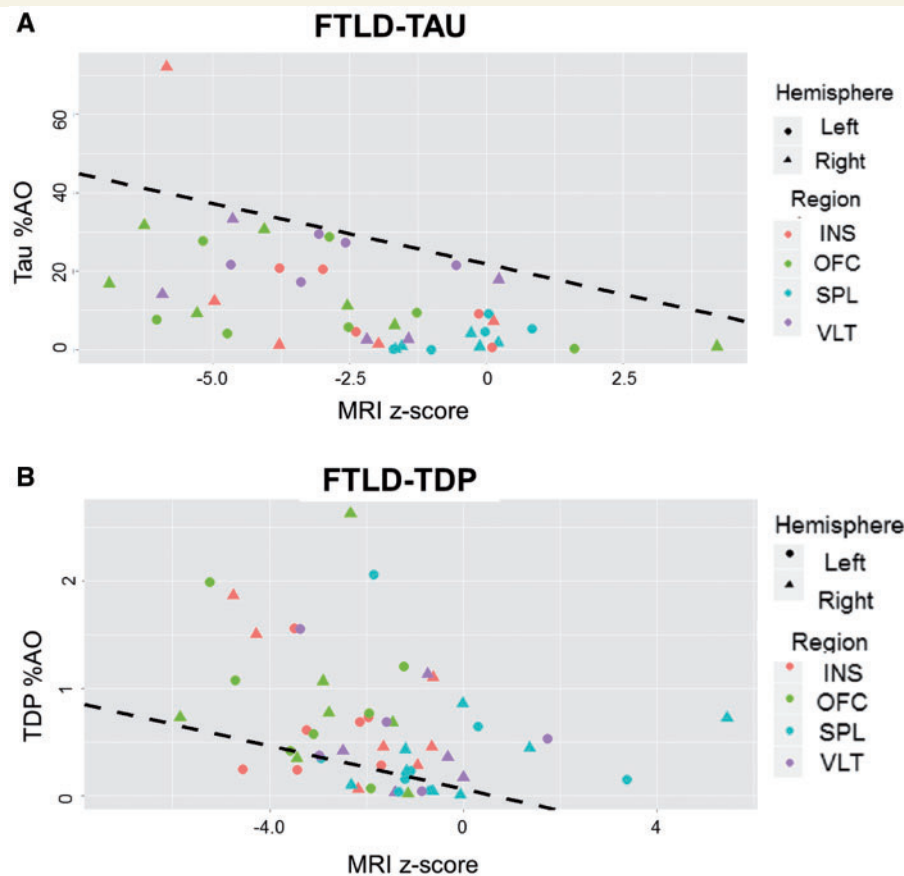 A
FTLD-TAU
Tau %AO
60
40
20
0
-5.0 -2.5 0 2.5
MRI z-score
Hemisphere
Left
Right
Region
INS
OFC
SPL
VLT
B
FTLD-TDP
TDP %AO
2
1
0
-4.0 0 4
MRI z-score
Hemisphere
Left
Right
Region
INS
OFC
SPL
VLT